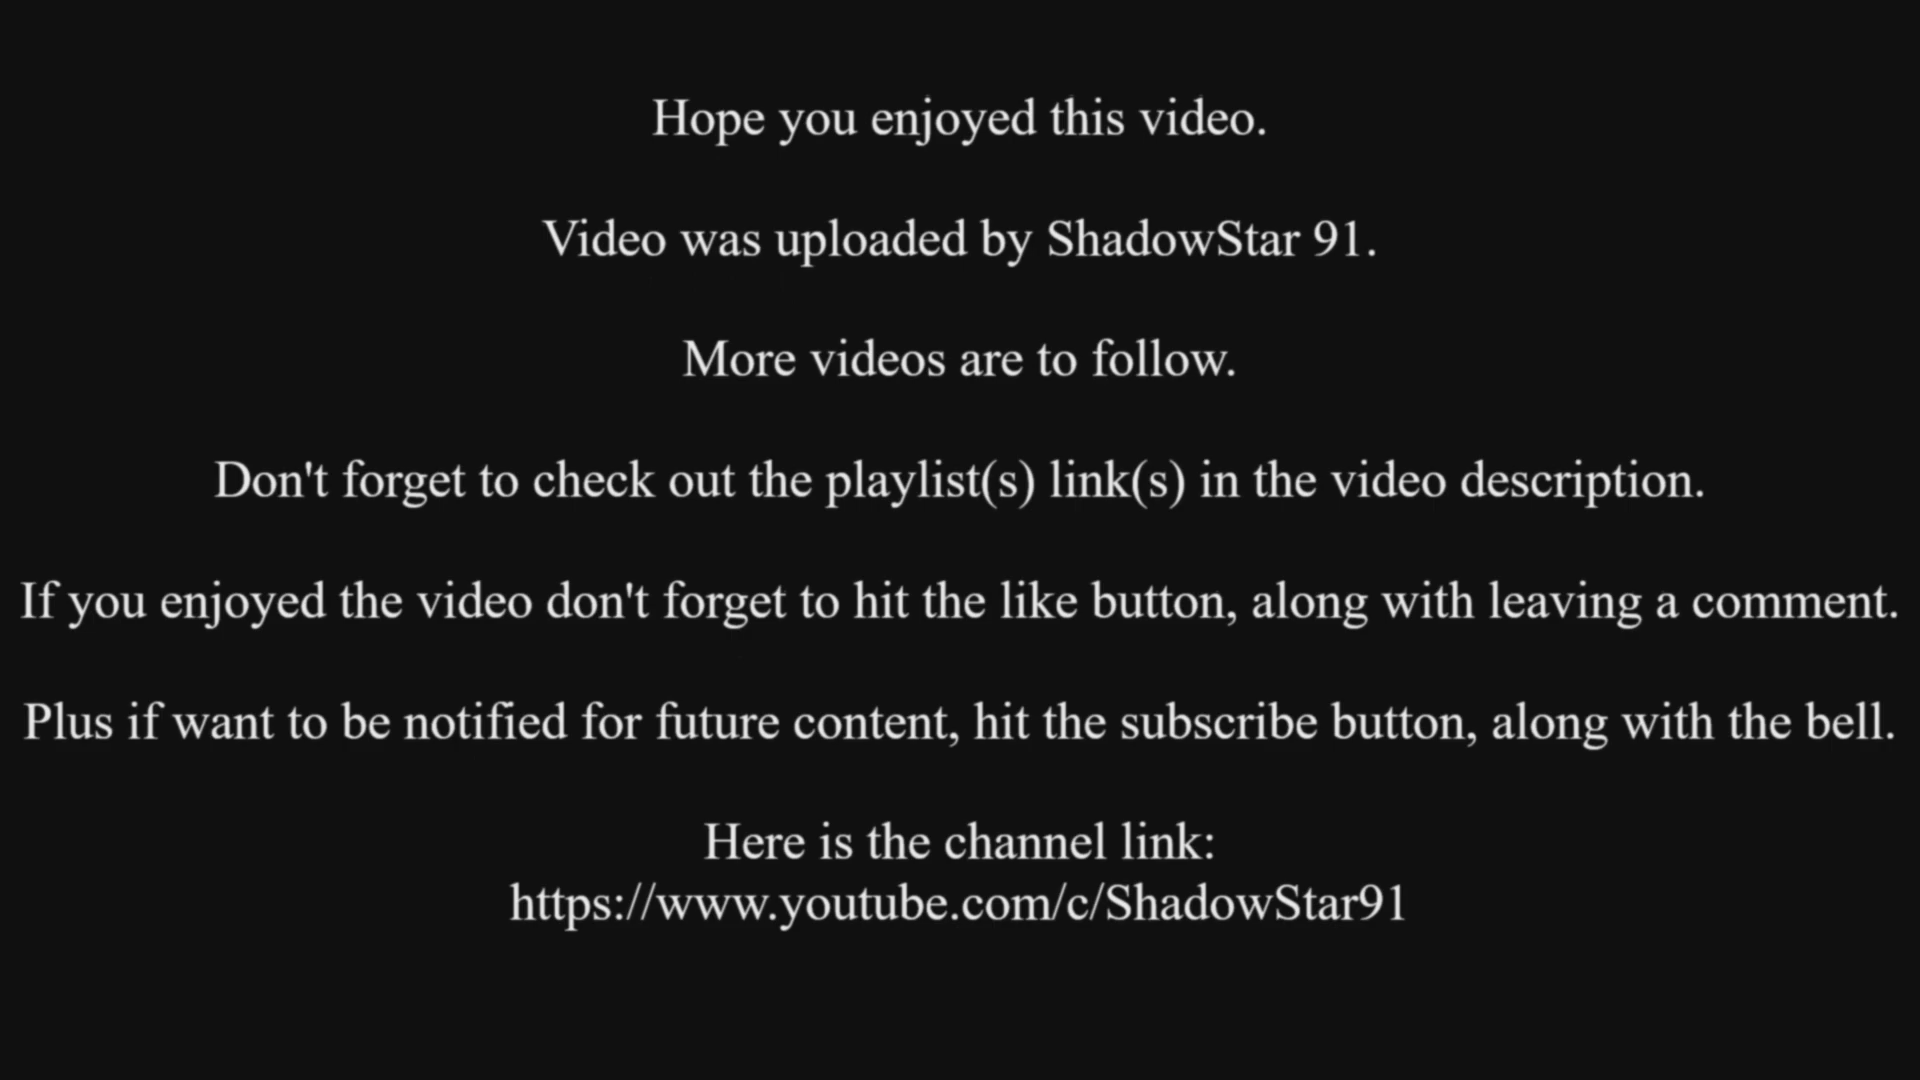 Hope you enjoyed this video.
Video was uploaded by ShadowStar 91.
More videos are to follow.
Don't forget to check out the playlist(s) link(s) in the video description.
If you enjoyed the video don't forget to hit the like button, along with leaving a comment.
Plus if want to be notified for future content, hit the subscribe button, along with the bell.
Here is the channel link:
https://www.youtube.com/c/ShadowStar91